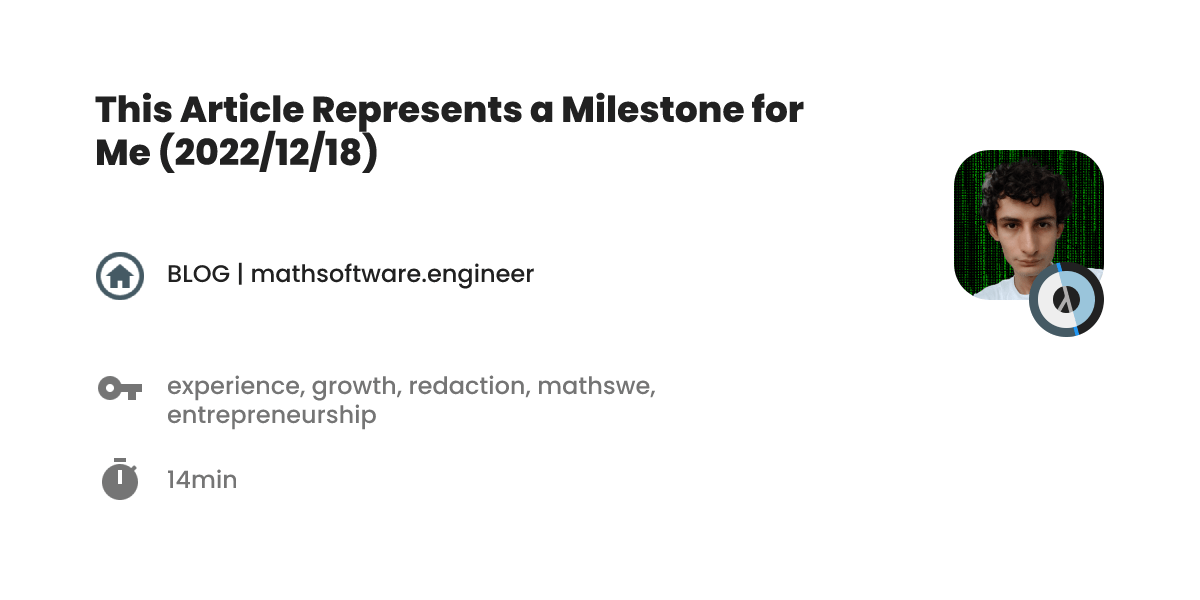 This Article Represents a Milestone for
Me (2022/12/18)
BLOG | mathsoftware.engineer
experience, growth, redaction, mathswe,
entrepreneurship
14min